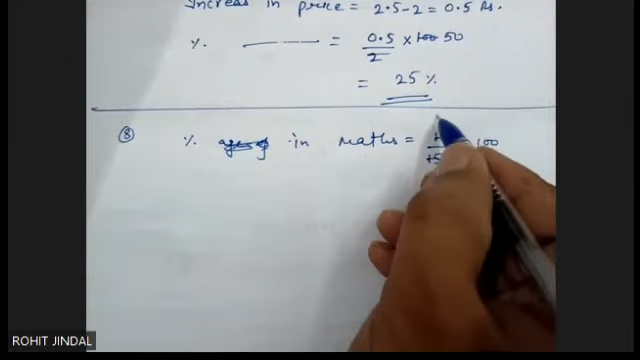 Increas in price = 2.5-2 = 0.5 Rs.
%. ——— = 0.5/2 × 100 50
= 25 %
⑧ % in maths = 100
ROHIT JINDAL